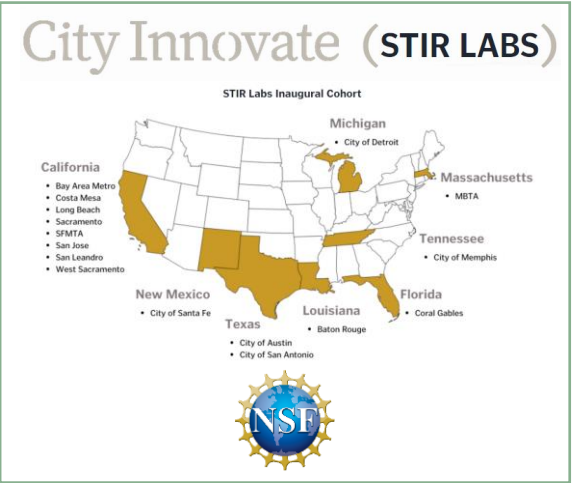 City Innovate (STIR LABS)
STIR Labs Inaugural Cohort
Michigan
• City of Detroit
California
• Bay Area Metro
• Costa Mesa
• Long Beach
• Sacramento
• SFMTA
• San Jose
• San Leandro
• West Sacramento
Massachusetts
• MBTA
Tennessee
• City of Memphis
New Mexico
• City of Santa Fe
Texas
• City of Austin
• City of San Antonio
Louisiana
• Baton Rouge
Florida
• Coral Gables
NSF